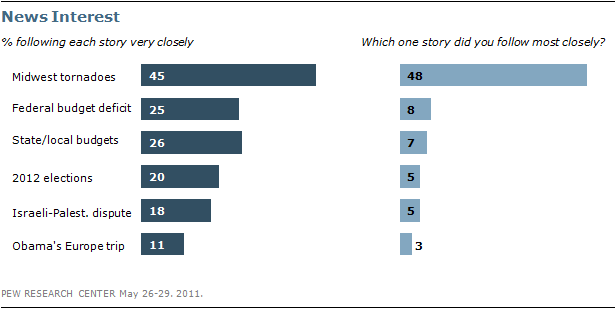 News Interest
% following each story very closely Which one story did you follow most closely?
Midwest tornadoes 45 48
Federal budget deficit 25 8
State/local budgets 26 7
2012 elections 20 5
Israeli-Palest. dispute 18 5
Obama's Europe trip 11 3
PEW RESEARCH CENTER May 26-29. 2011.